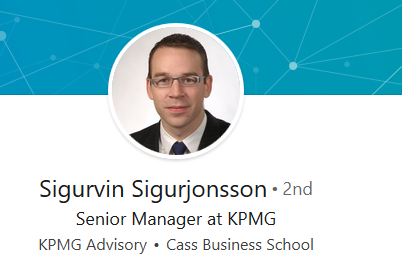 Sigurvin Sigurjonsson • 2nd
Senior Manager at KPMG
KPMG Advisory • Cass Business School